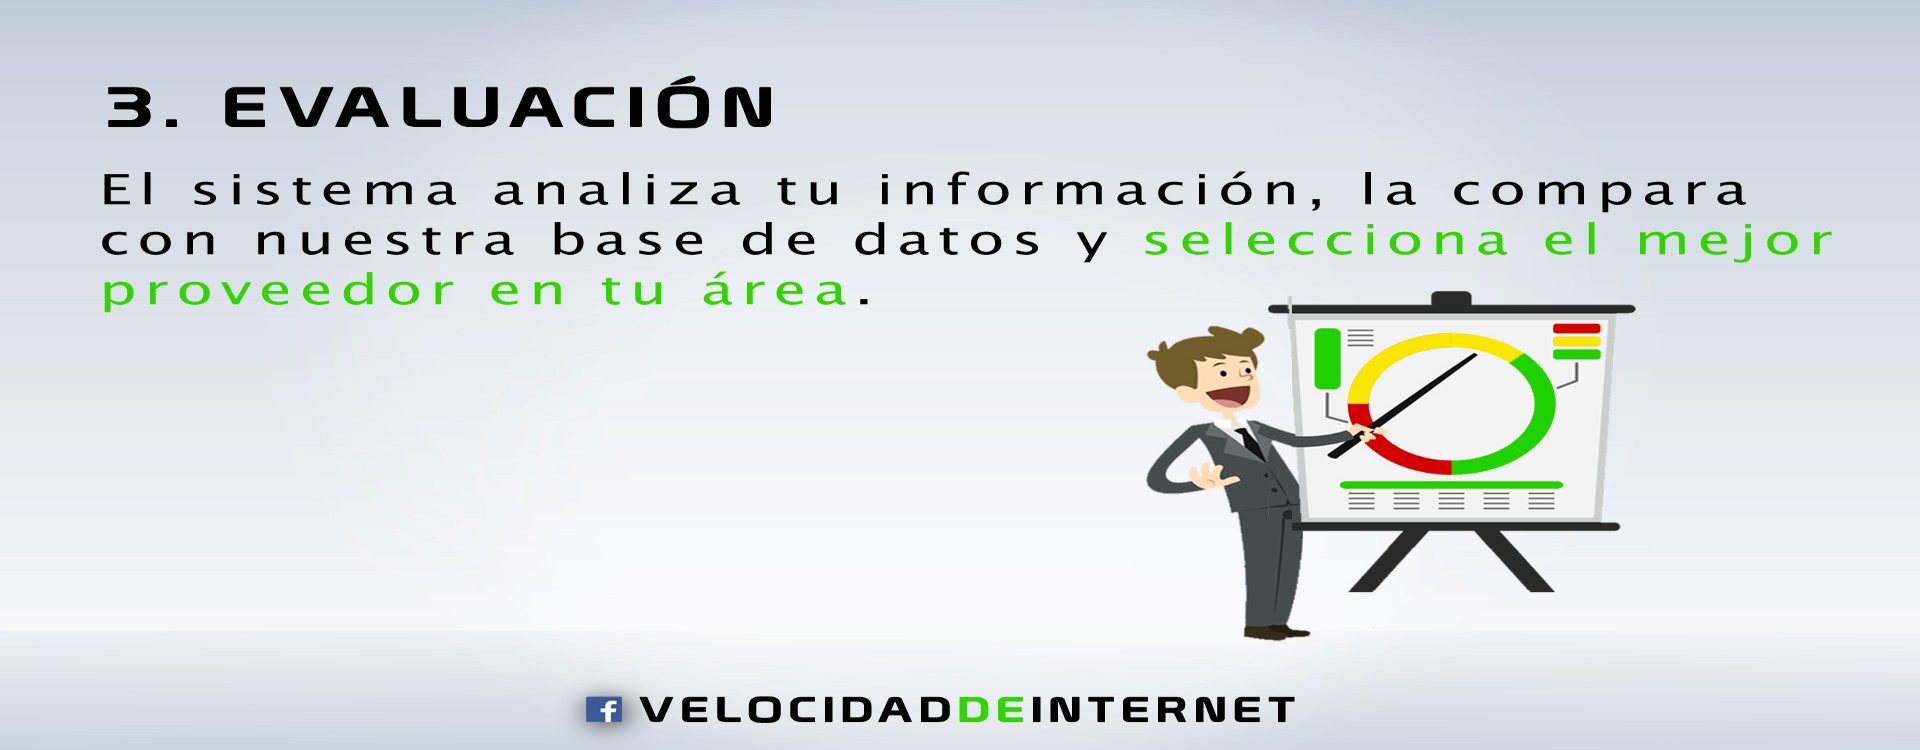 3. EVALUACIÓN
El sistema analiza tu información, la compara
con nuestra base de datos y selecciona el mejor
proveedor en tu área.
VELOCIDADDEINTERNET